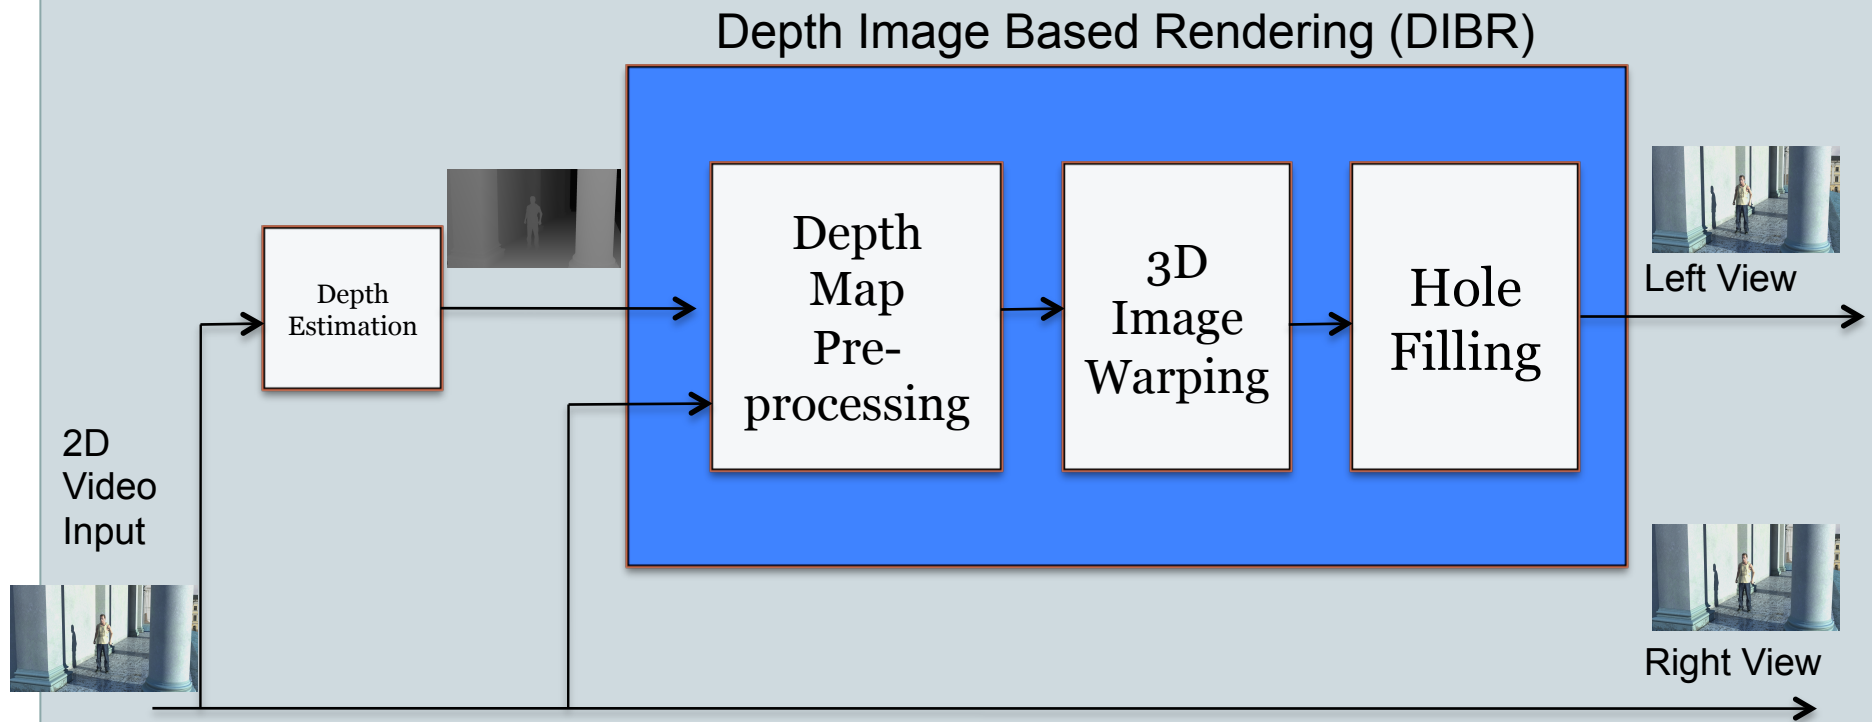 Depth Image Based Rendering (DIBR)
Depth
Estimation
Depth
Map
Pre-
processing
3D
Image
Warping
Hole
Filling
Left View
2D
Video
Input
Right View